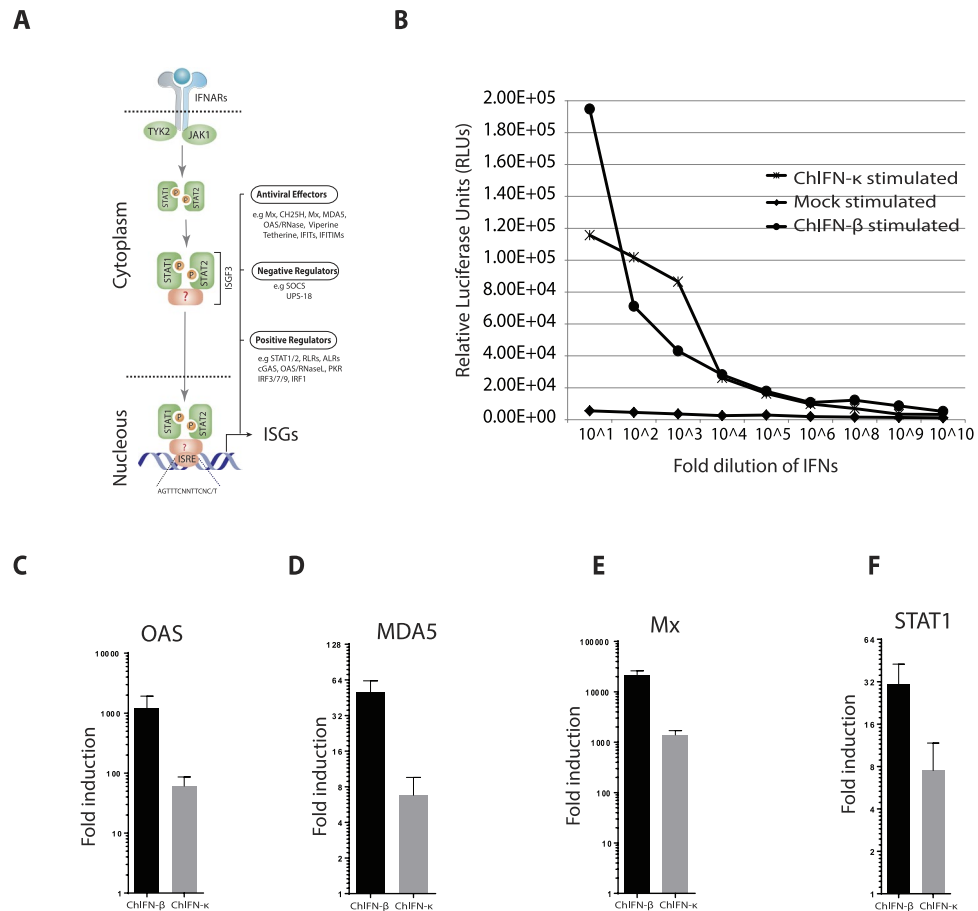 A
IFNARs
TYK2
JAK1
STAT1
P
P
STAT2
STAT1
P
P
STAT2
?
ISGF3
Cytoplasm
Antiviral Effectors
e.g Mx, CH25H, Mx, MDA5,
OAS/RNase, Viperine
Tetherine, IFITs, IFITIMs
Negative Regulators
e.g SOCS
UPS-18
Positive Regulators
e.g STAT1/2, RLRs, ALRs
cGAS, OAS/RNaseL, PKR
IRF3/7/9, IRF1
Nucleous
STAT1
P
P
STAT2
?
ISRE
ISGs
AGTTTCNNTTCNC/T
B
Relative Luciferase Units (RLUs)
2.00E+05
1.80E+05
1.60E+05
1.40E+05
1.20E+05
1.00E+05
8.00E+04
6.00E+04
4.00E+04
2.00E+04
0.00E+00
ChIFN-κ stimulated
Mock stimulated
ChIFN-β stimulated
10^1 10^2 10^3 10^4 10^5 10^6 10^8 10^9 10^10
Fold dilution of IFNs
C
OAS
Fold induction
10000
1000
100
10
1
ChIFN-β ChIFN-κ
D
MDA5
Fold induction
128
64
32
16
8
4
2
1
ChIFN-β ChIFN-κ
E
Mx
Fold induction
100000
10000
1000
100
10
1
ChIFN-β ChIFN-κ
F
STAT1
Fold induction
64
32
16
8
4
2
1
ChIFN-β ChIFN-κ